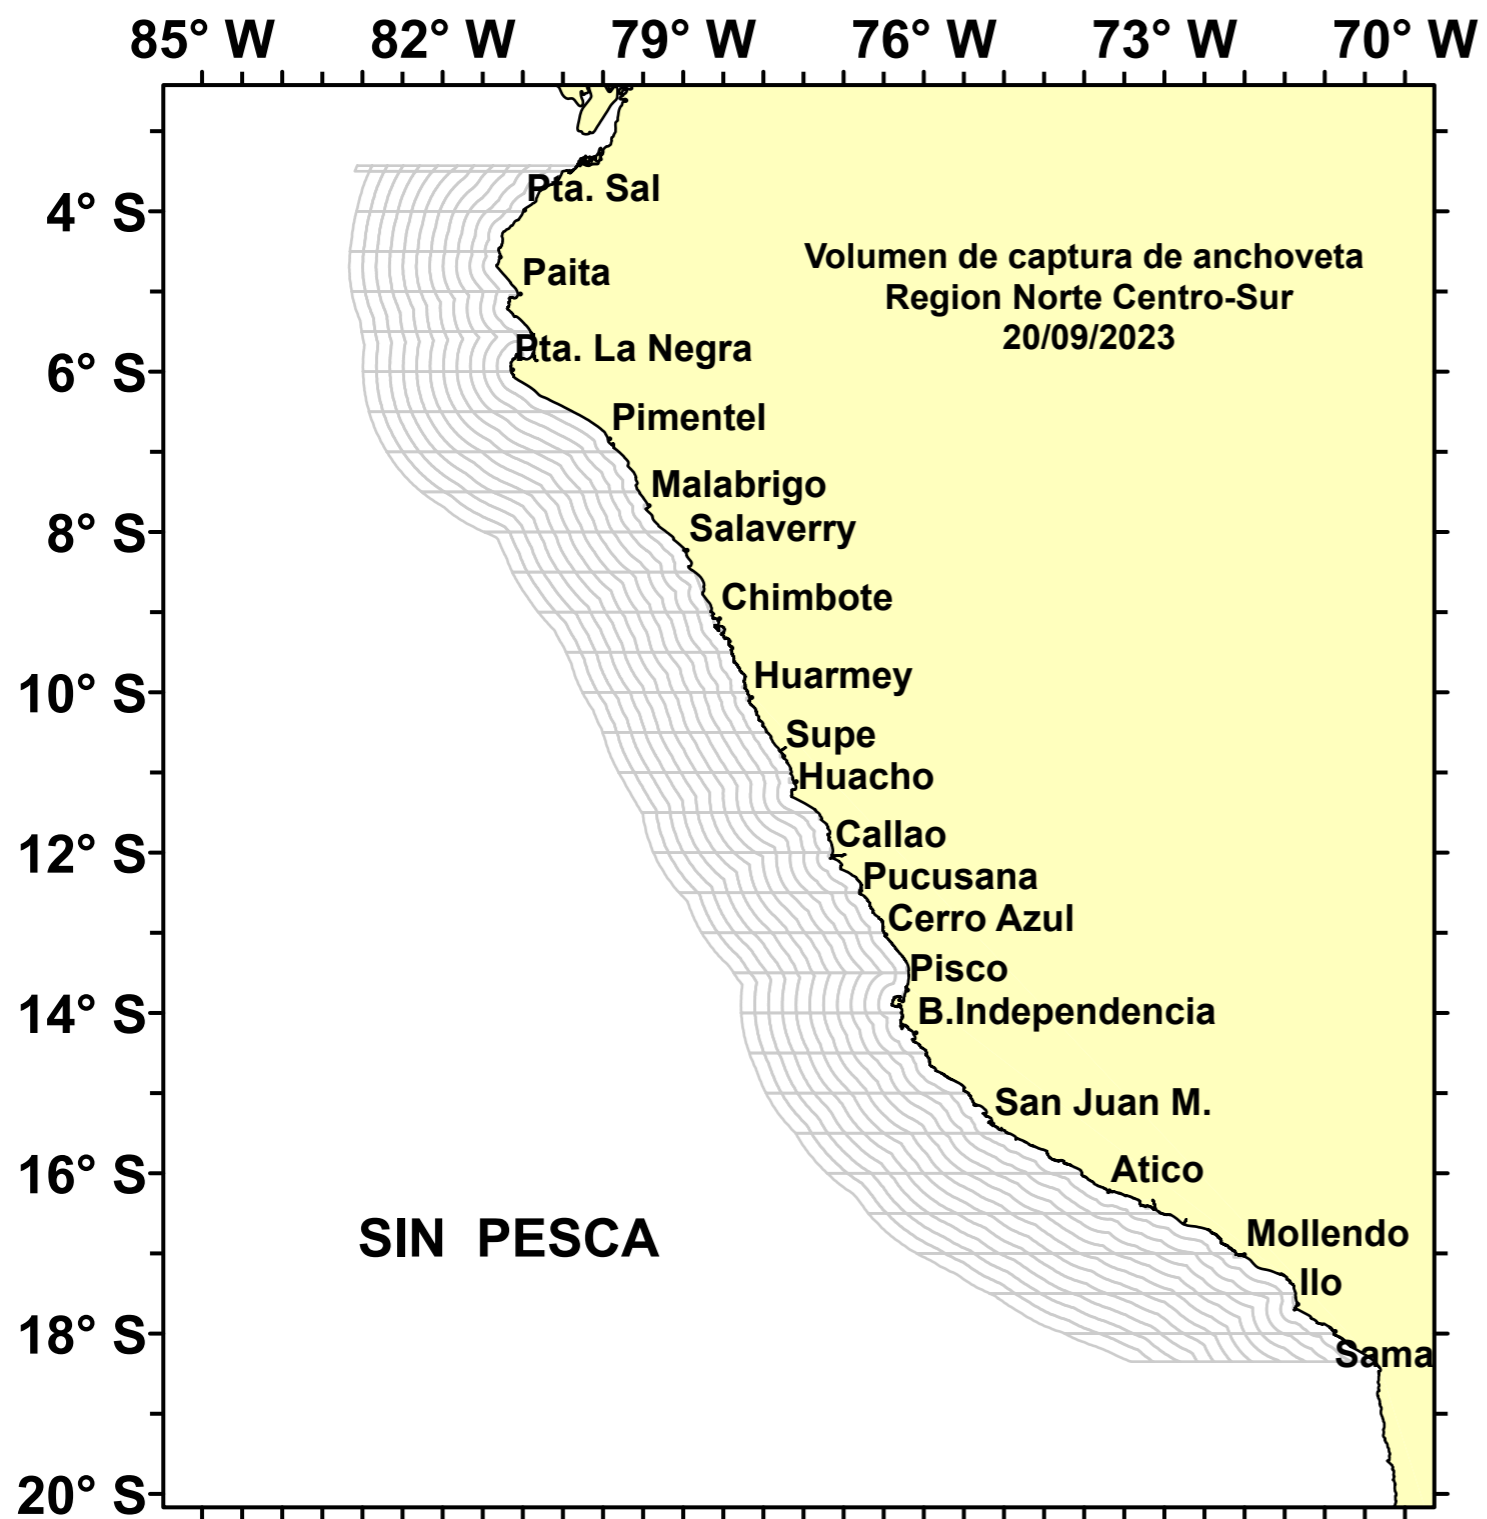 85° W 82° W 79° W 76° W 73° W 70° W
4° S
6° S
8° S
10° S
12° S
14° S
16° S
18° S
20° S
Volumen de captura de anchoveta
Region Norte Centro-Sur
20/09/2023
Pta. Sal
Paita
Pta. La Negra
Pimentel
Malabrigo
Salaverry
Chimbote
Huarmey
Supe
Huacho
Callao
Pucusana
Cerro Azul
Pisco
B.Independencia
San Juan M.
Atico
Mollendo
Ilo
Sama
SIN PESCA